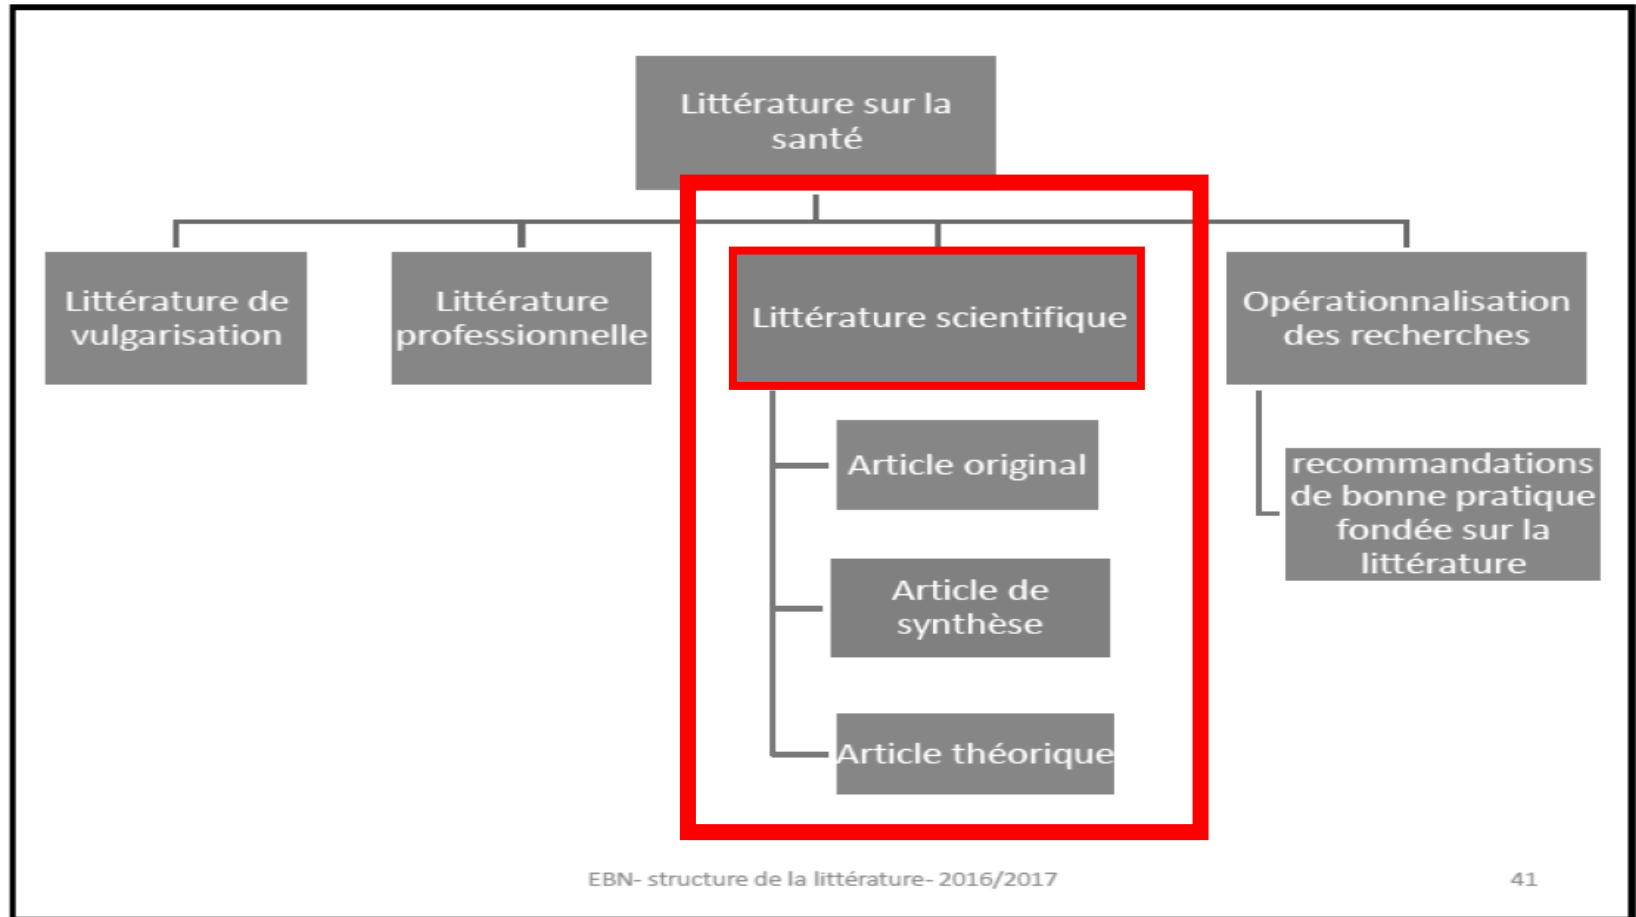 Littérature sur la
santé
Littérature de
vulgarisation
Littérature
professionnelle
Littérature scientifique
Article original
Article de
synthèse
Article théorique
Opérationnalisation
des recherches
recommandations
de bonne pratique
fondée sur la
littérature
EBN- structure de la littérature- 2016/2017
41